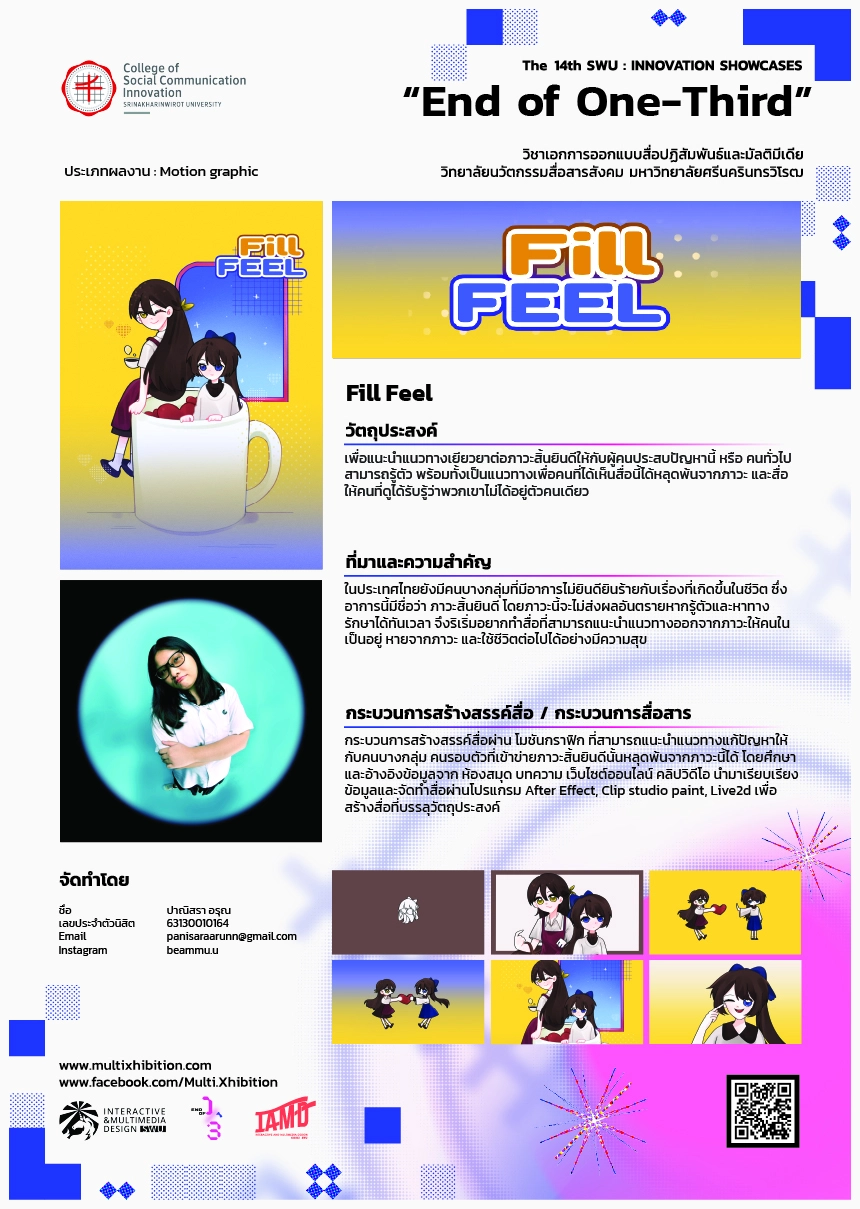 College of
Social Communication
Innovation
SRINAKHARINWIROT UNIVERSITY
The 14th SWU : INNOVATION SHOWCASES
“End of One-Third”
วิชาเอกการออกแบบสื่อปฏิสัมพันธ์และมัลติมีเดีย
วิทยาลัยนวัตกรรมสื่อสารสังคม มหาวิทยาลัยศรีนครินทรวิโรฒ
ประเภทผลงาน : Motion graphic
Fill
FEEL
Fill
FEEL
Fill Feel
วัตถุประสงค์
เพื่อแนะนำแนวทางเยียวยาต่อภาวะสิ้นยินดีให้กับผู้คนประสบปัญหานี้ หรือ คนทั่วไป
สามารถรู้ตัว พร้อมทั้งเป็นแนวทางเพื่อคนที่ได้เห็นสื่อนี้ได้หลุดพ้นจากภาวะ และสื่อ
ให้คนที่ดูได้รับรู้ว่าพวกเขาไม่ได้อยู่ตัวคนเดียว
ที่มาและความสำคัญ
ในประเทศไทยยังมีคนบางกลุ่มที่มีอาการไม่ยินดียินร้ายกับเรื่องที่เกิดขึ้นในชีวิต ซึ่ง
อาการนี้มีชื่อว่า ภาวะสิ้นยินดี โดยภาวะนี้จะไม่ส่งผลอันตรายหากรู้ตัวและหาทาง
รักษาได้ทันเวลา จึงริเริ่มอยากทำสื่อที่สามารถแนะนำแนวทางออกจากภาวะให้คนใน
เป็นอยู่ หายจากภาวะ และใช้ชีวิตต่อไปได้อย่างมีความสุข
กระบวนการสร้างสรรค์สื่อ / กระบวนการสื่อสาร
กระบวนการสร้างสรรค์สื่อผ่าน โมชันกราฟิก ที่สามารถแนะนำแนวทางแก้ปัญหาให้
กับคนบางกลุ่ม คนรอบตัวที่เข้าข่ายภาวะสิ้นยินดีนั้นหลุดพ้นจากภาวะนี้ได้ โดยศึกษา
และอ้างอิงข้อมูลจาก ห้องสมุด บทความ เว็บไซต์ออนไลน์ คลิปวิดีโอ นำมาเรียบเรียง
ข้อมูลและจัดทำสื่อผ่านโปรแกรม After Effect, Clip studio paint, Live2d เพื่อ
สร้างสื่อที่บรรลุวัตถุประสงค์
จัดทำโดย
ชื่อ ปาณิสรา อรุณ
เลขประจำตัวนิสิต 63130010164
Email panisaraarunn@gmail.com
Instagram beammu.u
www.multixhibition.com
www.facebook.com/Multi.Xhibition
INTERACTIVE
&MULTIMEDIA
DESIGN SWU
END
OF
1
3
IAMD